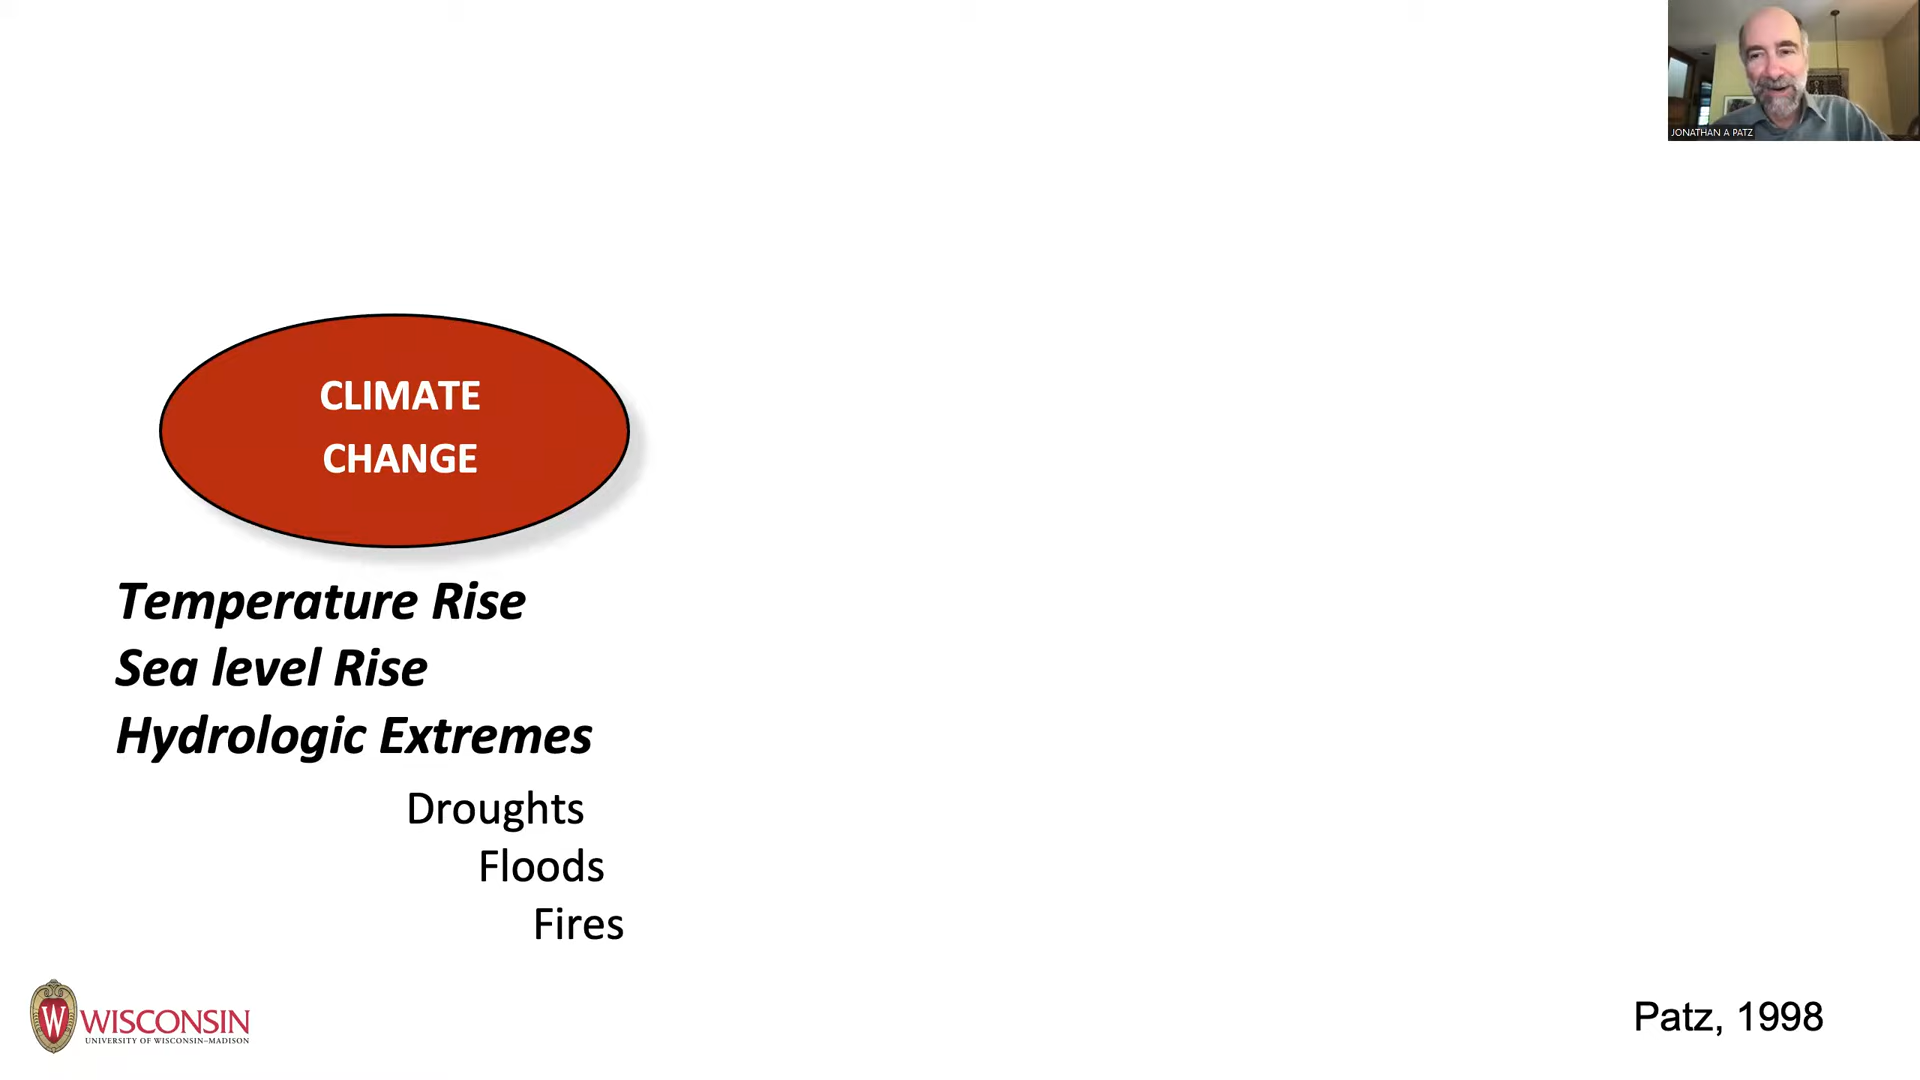 JONATHAN A PATZ
CLIMATE
CHANGE
Temperature Rise
Sea level Rise
Hydrologic Extremes
Droughts
Floods
Fires
W
WISCONSIN
UNIVERSITY OF WISCONSIN–MADISON
Patz, 1998